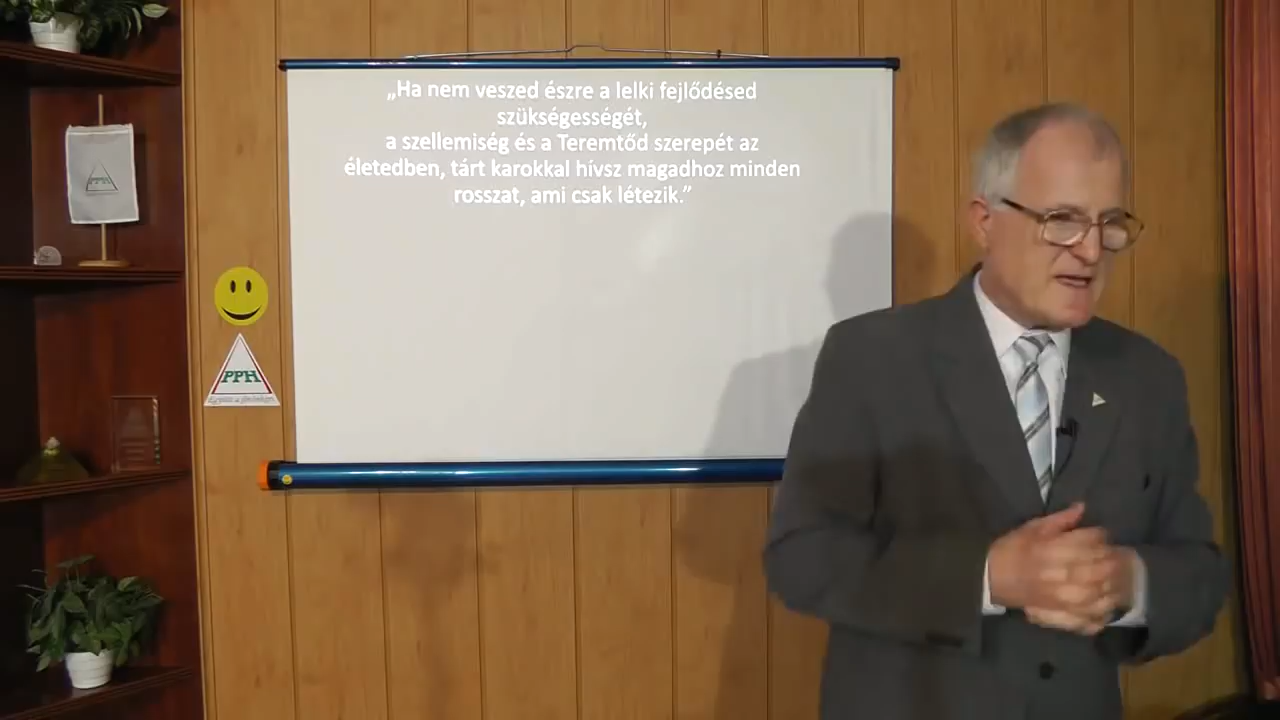 „Ha nem veszed észre a lelki fejlődésed
szükségességét,
a szellemiség és a Teremtőd szerepét az
életedben, tárt karokkal hívsz magadhoz minden
rosszat, ami csak létezik.”
PPH
PPH